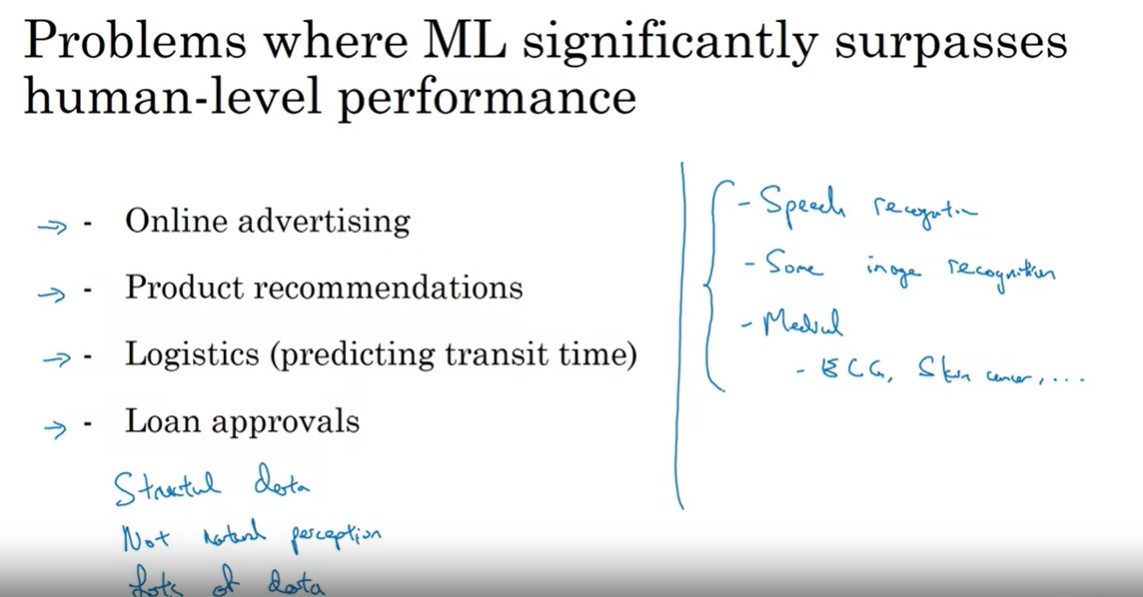 Problems where ML significantly surpasses
human-level performance
- Online advertising
- Product recommendations
- Logistics (predicting transit time)
- Loan approvals
Structured data
Not natural perception
Lots of data
- Speech recognition
- Some image recognition
- Medical
- ECG, Skin cancer, ....